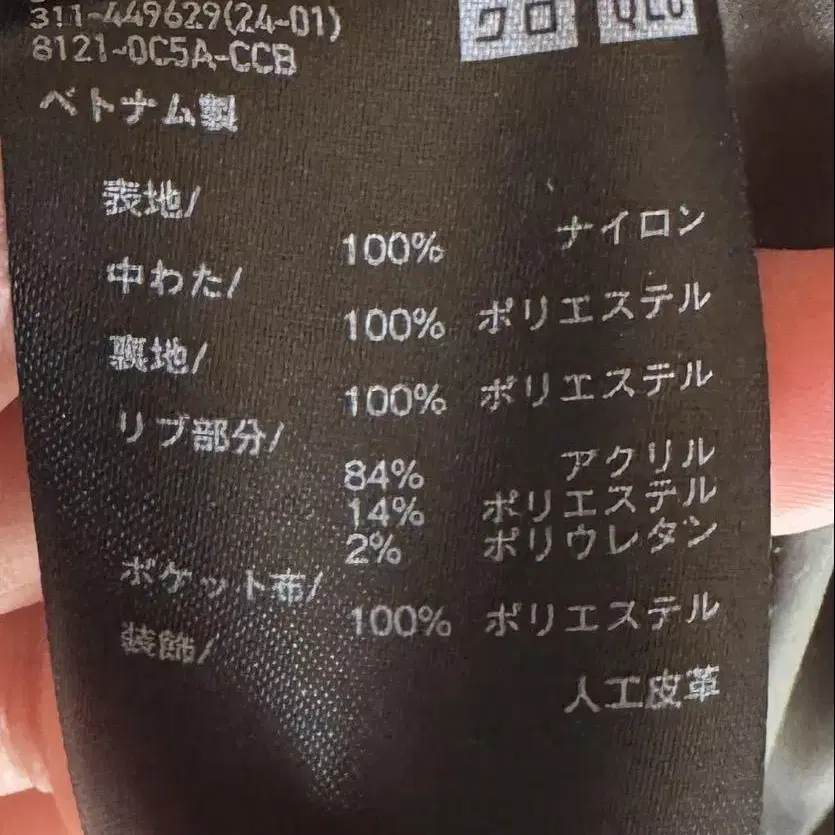 311-449629(24-01)
8121-0C5A-CCB
クロ QLO
ベトナム製
表地/
100% ナイロン
中わた/
100% ポリエステル
裏地/
100% ポリエステル
リブ部分/
84% アクリル
14% ポリエステル
2% ポリウレタン
ポケット布/
100% ポリエステル
装飾/
人工皮革